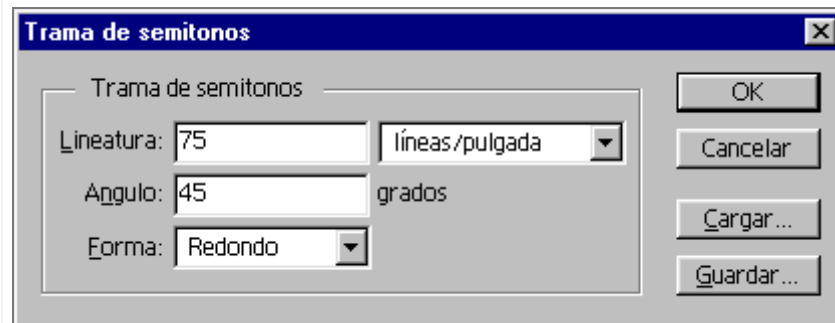 Trama de semitonos
Trama de semitonos
Lineatura: 75 líneas/pulgada
Angulo: 45 grados
Forma: Redondo
OK
Cancelar
Cargar...
Guardar...